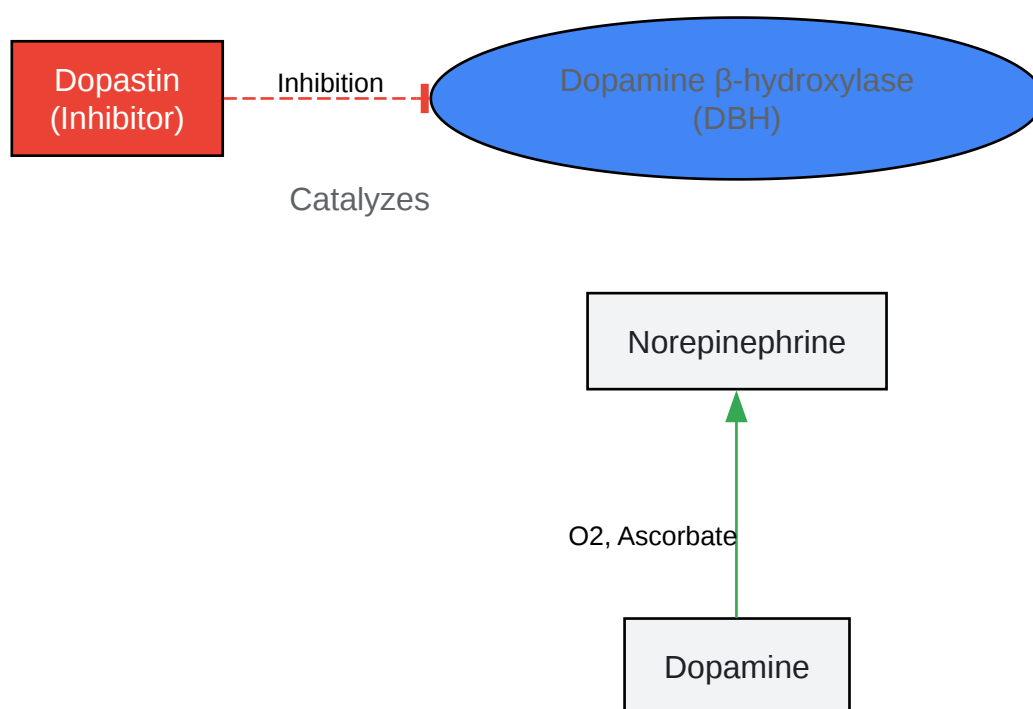 Dopastin
(Inhibitor)
Inhibition
Dopamine β-hydroxylase
(DBH)
Catalyzes
Norepinephrine
O2, Ascorbate
Dopamine